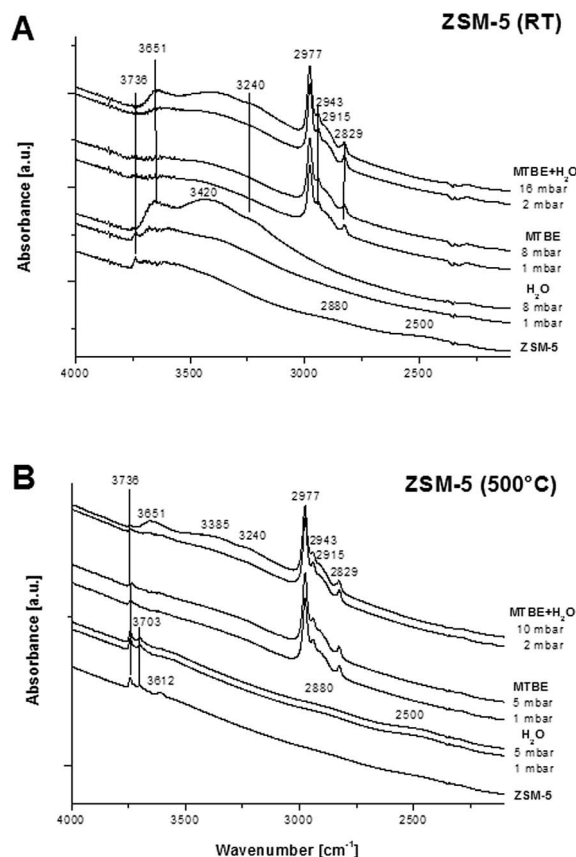 A
ZSM-5 (RT)
3651
3736
2977
3240
2943
2915
2829
3420
MTBE+H₂O
16 mbar
2 mbar
MTBE
8 mbar
1 mbar
H₂O
8 mbar
1 mbar
2880
2500
ZSM-5
Absorbance [a.u.]
4000
3500
3000
2500
B
ZSM-5 (500°C)
3736
2977
3651
3385
3240
2943
2915
2829
MTBE+H₂O
10 mbar
2 mbar
3703
3612
MTBE
5 mbar
1 mbar
2880
2500
H₂O
5 mbar
1 mbar
ZSM-5
Absorbance [a.u.]
4000
3500
3000
2500
Wavenumber [cm⁻¹]